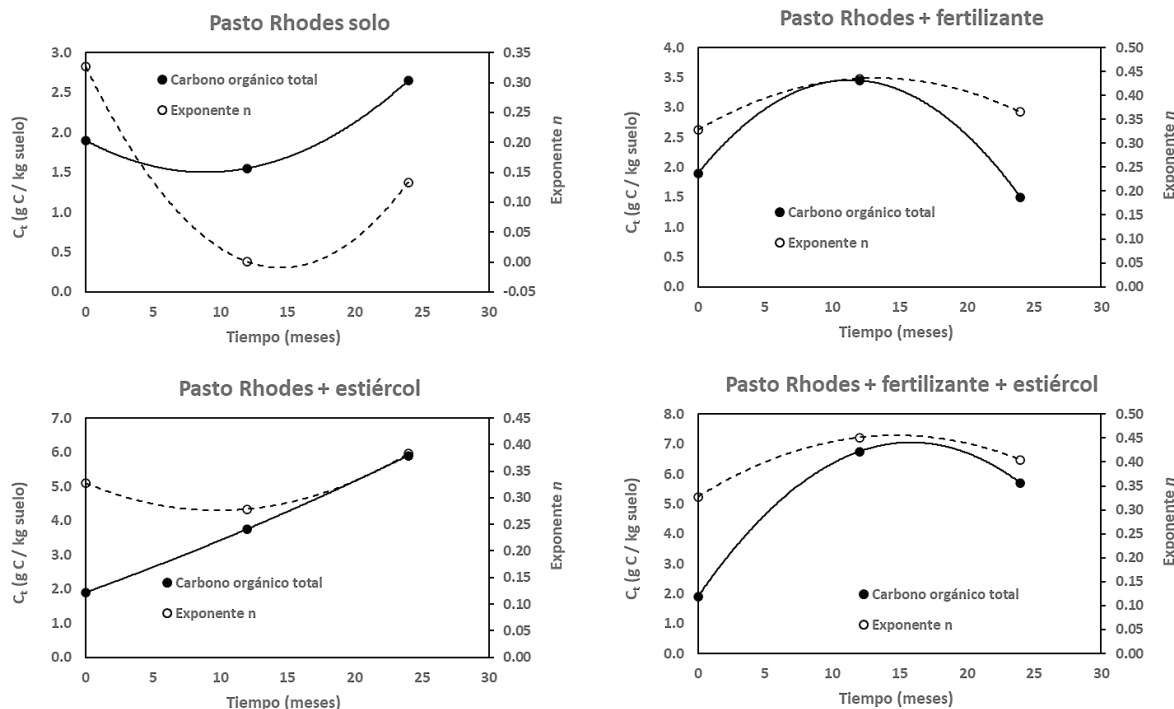 Pasto Rhodes solo
3.0
2.5
2.0
1.5
1.0
0.5
0.0
Ct (g C / kg suelo)
Carbono orgánico total
Exponente n
0.35
0.30
0.25
0.20
0.15
0.10
0.05
0.00
-0.05
Exponente n
0 5 10 15 20 25 30
Tiempo (meses)
Pasto Rhodes + fertilizante
4.0
3.5
3.0
2.5
2.0
1.5
1.0
0.5
0.0
Ct (g C / kg suelo)
Carbono orgánico total
Exponente n
0.50
0.45
0.40
0.35
0.30
0.25
0.20
0.15
0.10
0.05
0.00
Exponente n
0 5 10 15 20 25 30
Tiempo (meses)
Pasto Rhodes + estiércol
7.0
6.0
5.0
4.0
3.0
2.0
1.0
0.0
Ct (g C / kg suelo)
Carbono orgánico total
Exponente n
0.45
0.40
0.35
0.30
0.25
0.20
0.15
0.10
0.05
0.00
Exponente n
0 5 10 15 20 25 30
Tiempo (meses)
Pasto Rhodes + fertilizante + estiércol
8.0
7.0
6.0
5.0
4.0
3.0
2.0
1.0
0.0
Ct (g C / kg suelo)
Carbono orgánico total
Exponente n
0.50
0.45
0.40
0.35
0.30
0.25
0.20
0.15
0.10
0.05
0.00
Exponente n
0 5 10 15 20 25 30
Tiempo (meses)